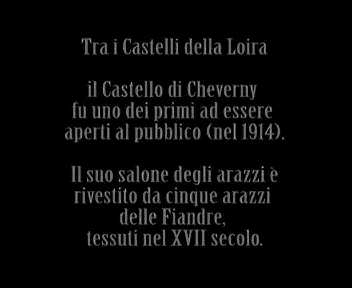 Tra i Castelli della Loira
il Castello di Cheverny
fu uno dei primi ad essere
aperti al pubblico (nel 1914).
Il suo salone degli arazzi è
rivestito da cinque arazzi
delle Fiandre,
tessuti nel XVII secolo.